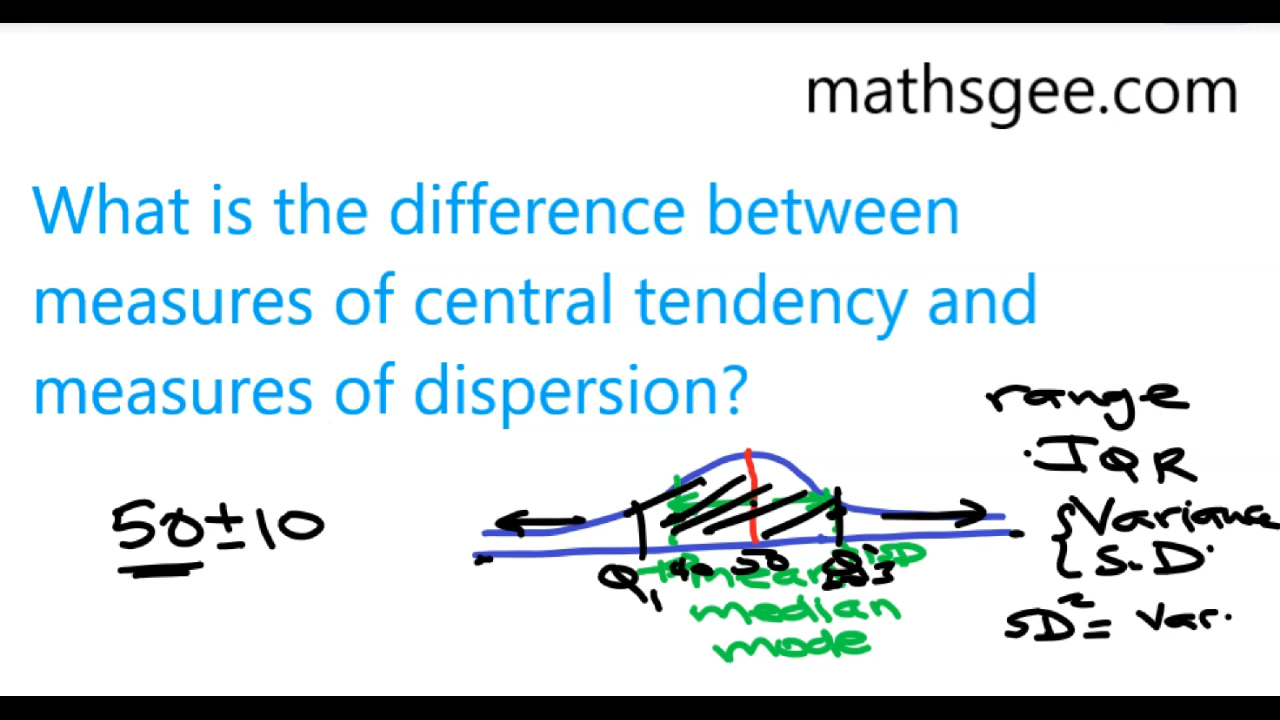 mathsgee.com
What is the difference between
measures of central tendency and
measures of dispersion?
range
IQR
Variance
S.D
SD² = Var.
50±10
Q1 40 50
mean
median
mode